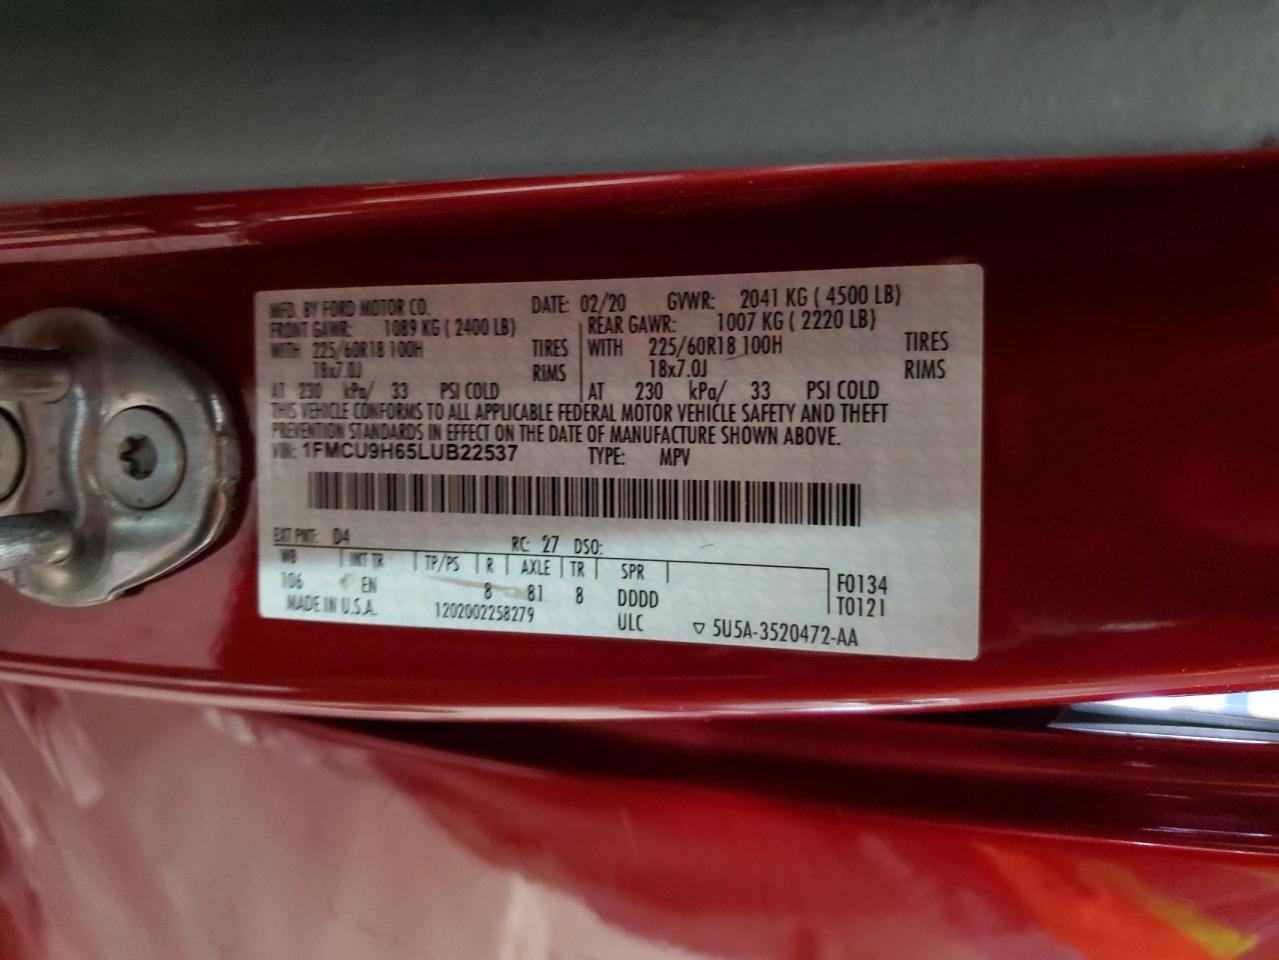 MFD. BY FORD MOTOR CO. DATE: 02/20 GVWR: 2041 KG ( 4500 LB)
FRONT GAWR: 1089 KG ( 2400 LB) REAR GAWR: 1007 KG ( 2220 LB)
WITH 225/60R18 100H TIRES WITH 225/60R18 100H TIRES
18x7.0J RIMS 18x7.0J RIMS
AT 230 kPa/ 33 PSI COLD AT 230 kPa/ 33 PSI COLD
THIS VEHICLE CONFORMS TO ALL APPLICABLE FEDERAL MOTOR VEHICLE SAFETY AND THEFT
PREVENTION STANDARDS IN EFFECT ON THE DATE OF MANUFACTURE SHOWN ABOVE.
VIN: 1FMCU9H65LUB22537 TYPE: MPV
EXT PNT: D4 RC: 27 DSO:
WB INT TR TP/PS R AXLE TR SPR
106 EN 8 81 8 DDDD F0134
T0121
MADE IN U.S.A. 1202002258279 ULC ▽ 5U5A-3520472-AA